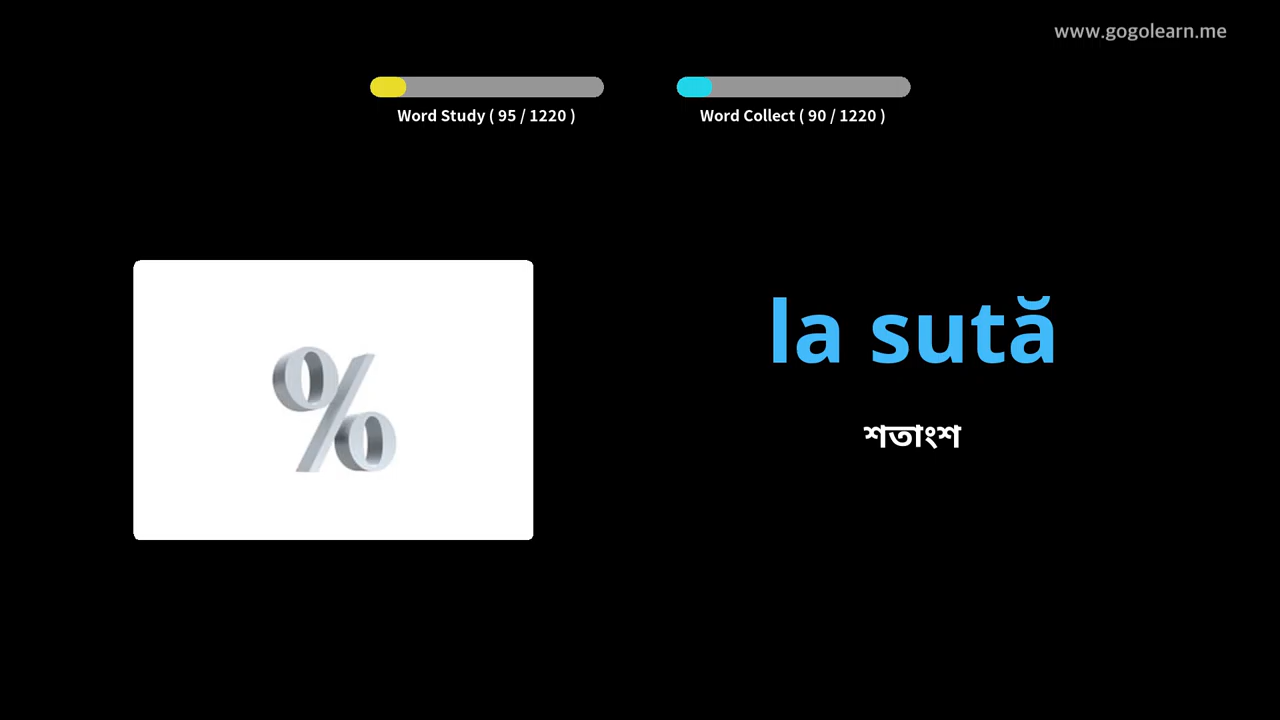 www.gogolearn.me
Word Study ( 95 / 1220 )
Word Collect ( 90 / 1220 )
%
la sută
শতাংশ